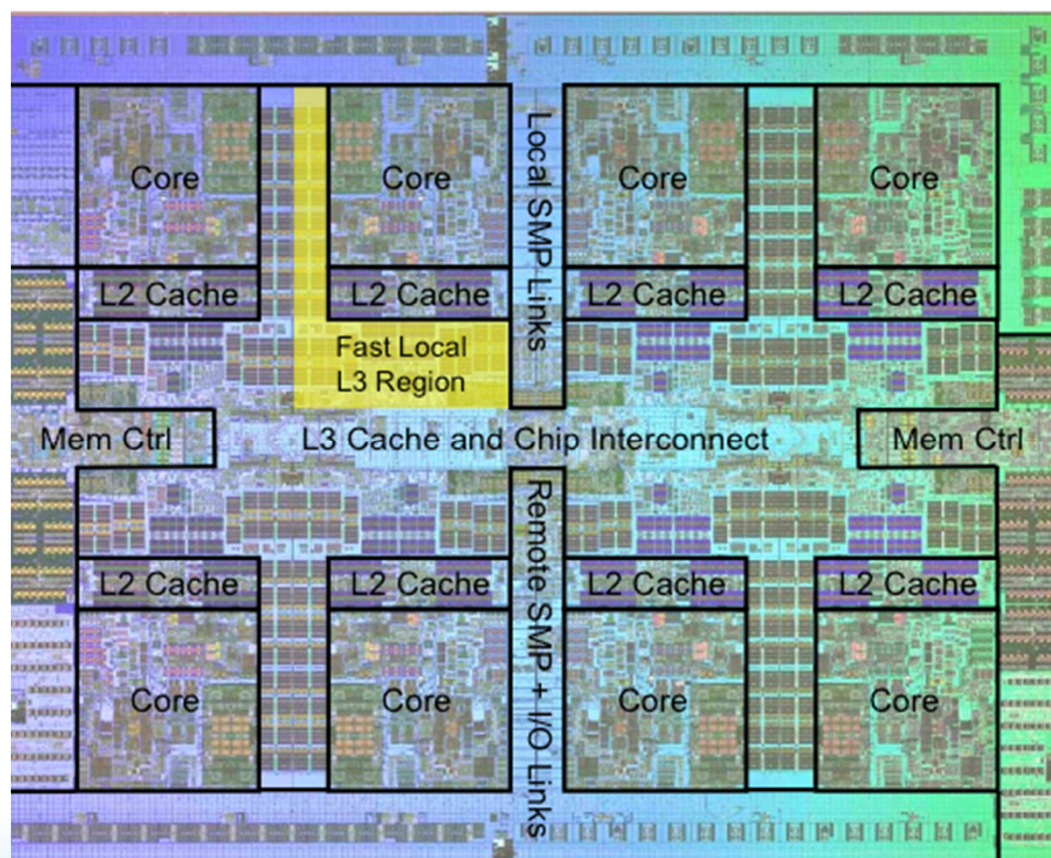 Core
Core
Core
Core
Local SMP Links
L2 Cache
L2 Cache
L2 Cache
L2 Cache
Fast Local
L3 Region
Mem Ctrl
L3 Cache and Chip Interconnect
Mem Ctrl
Remote SMP + I/O Links
L2 Cache
L2 Cache
L2 Cache
L2 Cache
Core
Core
Core
Core